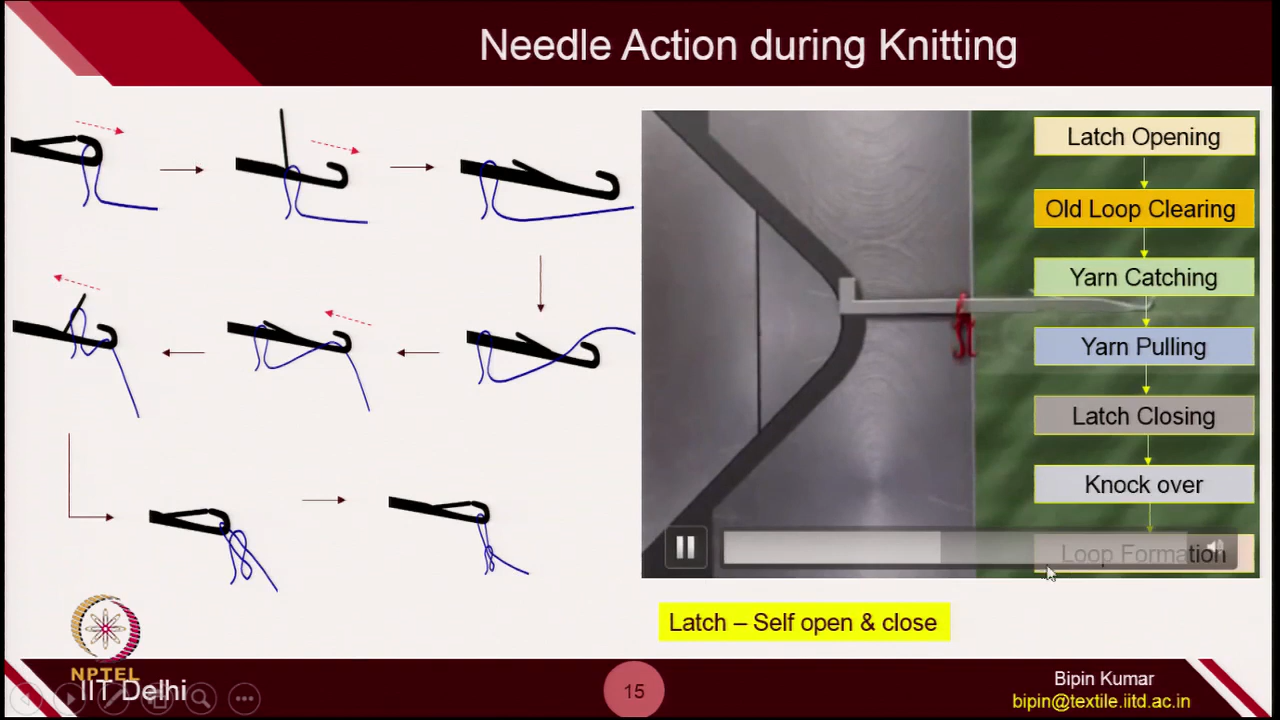 Needle Action during Knitting
Latch Opening
Old Loop Clearing
Yarn Catching
Yarn Pulling
Latch Closing
Knock over
Loop Formation
Latch – Self open & close
NPTEL
IIT Delhi
15
Bipin Kumar
bipin@textile.iitd.ac.in